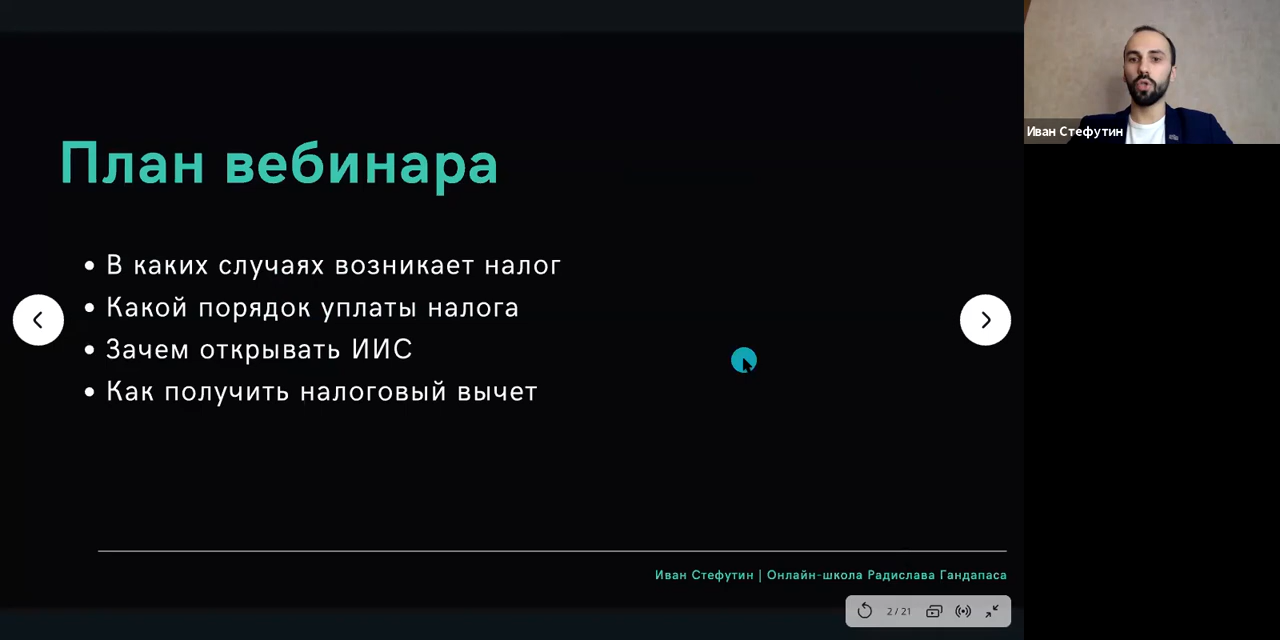 План вебинара
• В каких случаях возникает налог
• Какой порядок уплаты налога
• Зачем открывать ИИС
• Как получить налоговый вычет
Иван Стефутин | Онлайн-школа Радислава Гандапаса
2 / 21
Иван Стефутин